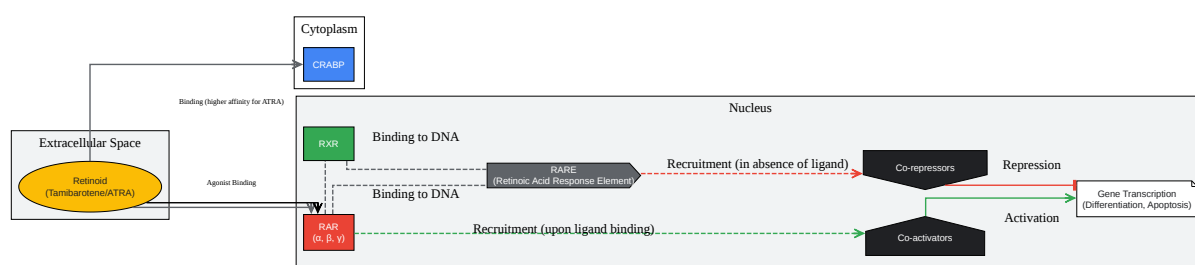 Cytoplasm
CRABP
Binding (higher affinity for ATRA)
Nucleus
Extracellular Space
Retinoid
(Tamibarotene/ATRA)
Agonist Binding
RXR
Binding to DNA
Binding to DNA
RARE
(Retinoic Acid Response Element)
Recruitment (in absence of ligand)
Co-repressors
Repression
Gene Transcription
(Differentiation, Apoptosis)
RAR
(α, β, γ)
Recruitment (upon ligand binding)
Co-activators
Activation